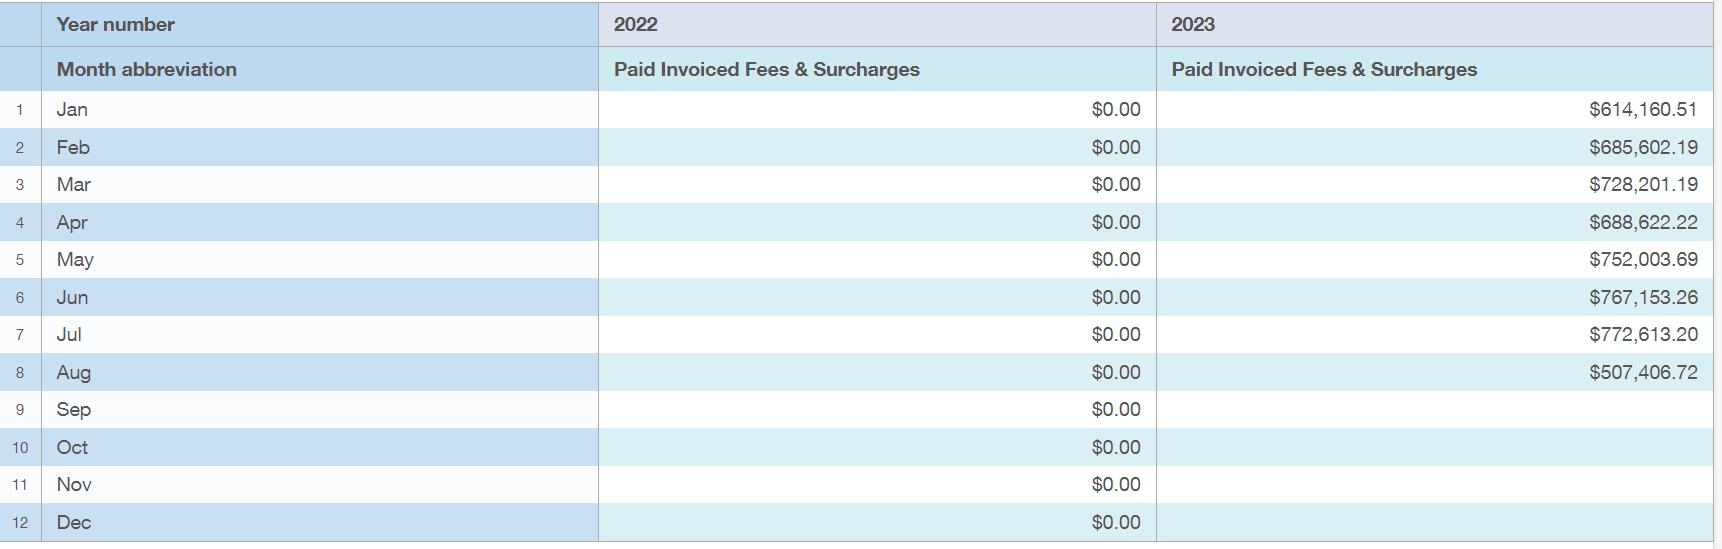 Year number 2022 2023
Month abbreviation Paid Invoiced Fees & Surcharges Paid Invoiced Fees & Surcharges
1 Jan $0.00 $614,160.51
2 Feb $0.00 $685,602.19
3 Mar $0.00 $728,201.19
4 Apr $0.00 $688,622.22
5 May $0.00 $752,003.69
6 Jun $0.00 $767,153.26
7 Jul $0.00 $772,613.20
8 Aug $0.00 $507,406.72
9 Sep $0.00
10 Oct $0.00
11 Nov $0.00
12 Dec $0.00